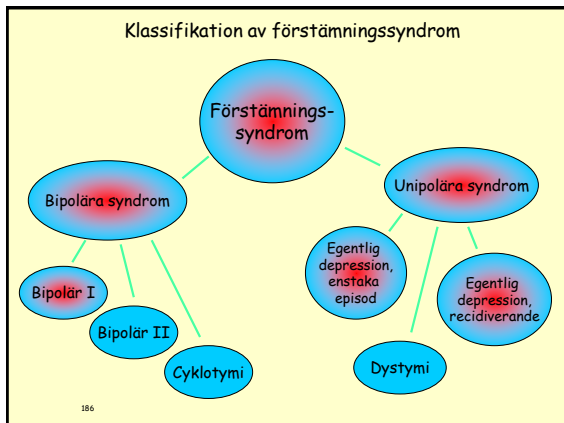 Klassifikation av förstämningssyndrom
Förstämnings-
syndrom
Bipolära syndrom
Unipolära syndrom
Bipolär I
Bipolär II
Cyklotymi
Egentlig
depression,
enstaka
episod
Dystymi
Egentlig
depression,
recidiverande
186